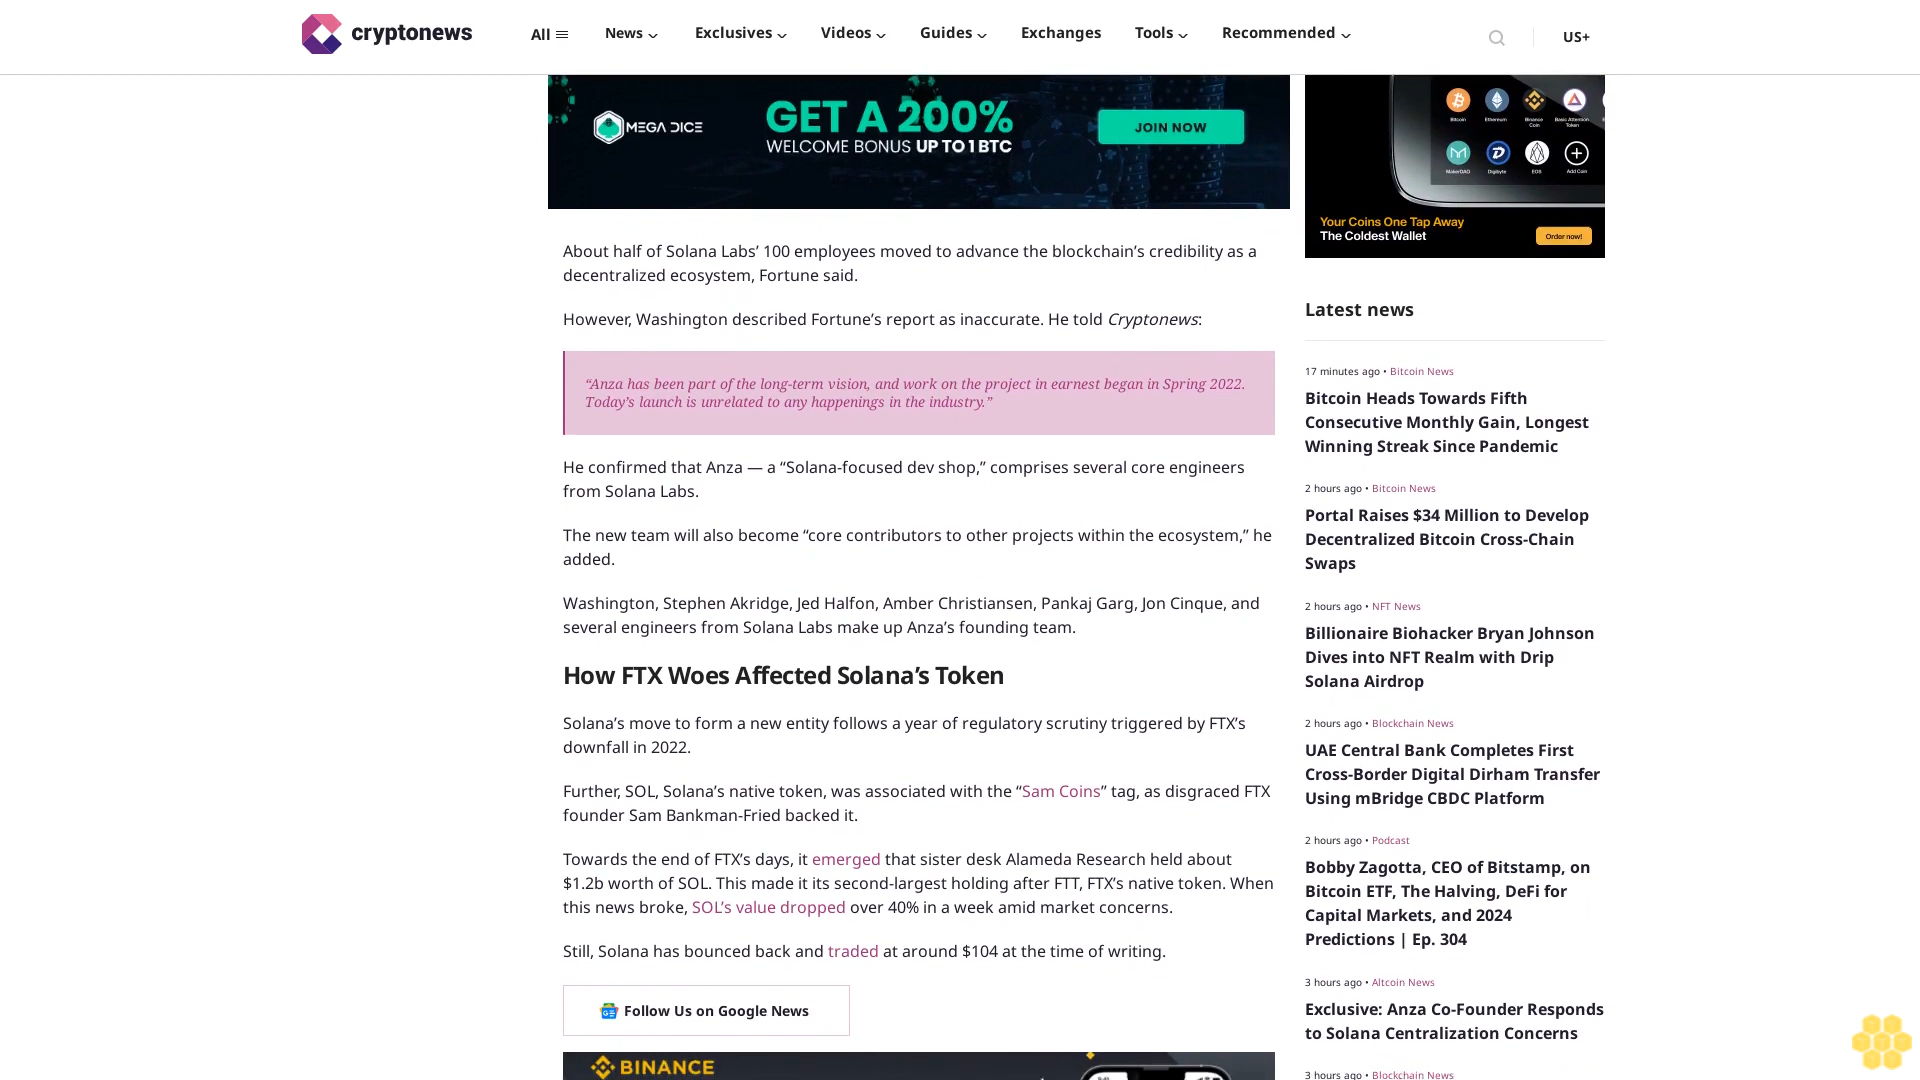 cryptonews
All
News
Exclusives
Videos
Guides
Exchanges
Tools
Recommended
US+
MEGA DICE
GET A 200%
WELCOME BONUS UP TO 1 BTC
JOIN NOW
Bitcoin
Ethereum
Binance Coin
Basic Attention Token
MakerDAO
Digibyte
EOS
Add Coin
Your Coins One Tap Away
The Coldest Wallet
Order now!
About half of Solana Labs’ 100 employees moved to advance the blockchain’s credibility as a
decentralized ecosystem, Fortune said.
However, Washington described Fortune’s report as inaccurate. He told Cryptonews:
“Anza has been part of the long-term vision, and work on the project in earnest began in Spring 2022.
Today’s launch is unrelated to any happenings in the industry.”
He confirmed that Anza — a “Solana-focused dev shop,” comprises several core engineers
from Solana Labs.
The new team will also become “core contributors to other projects within the ecosystem,” he
added.
Washington, Stephen Akridge, Jed Halfon, Amber Christiansen, Pankaj Garg, Jon Cinque, and
several engineers from Solana Labs make up Anza’s founding team.
How FTX Woes Affected Solana’s Token
Solana’s move to form a new entity follows a year of regulatory scrutiny triggered by FTX’s
downfall in 2022.
Further, SOL, Solana’s native token, was associated with the “Sam Coins” tag, as disgraced FTX
founder Sam Bankman-Fried backed it.
Towards the end of FTX’s days, it emerged that sister desk Alameda Research held about
$1.2b worth of SOL. This made it its second-largest holding after FTT, FTX’s native token. When
this news broke, SOL’s value dropped over 40% in a week amid market concerns.
Still, Solana has bounced back and traded at around $104 at the time of writing.
Follow Us on Google News
BINANCE
Latest news
17 minutes ago • Bitcoin News
Bitcoin Heads Towards Fifth
Consecutive Monthly Gain, Longest
Winning Streak Since Pandemic
2 hours ago • Bitcoin News
Portal Raises $34 Million to Develop
Decentralized Bitcoin Cross-Chain
Swaps
2 hours ago • NFT News
Billionaire Biohacker Bryan Johnson
Dives into NFT Realm with Drip
Solana Airdrop
2 hours ago • Blockchain News
UAE Central Bank Completes First
Cross-Border Digital Dirham Transfer
Using mBridge CBDC Platform
2 hours ago • Podcast
Bobby Zagotta, CEO of Bitstamp, on
Bitcoin ETF, The Halving, DeFi for
Capital Markets, and 2024
Predictions | Ep. 304
3 hours ago • Altcoin News
Exclusive: Anza Co-Founder Responds
to Solana Centralization Concerns
3 hours ago • Blockchain News